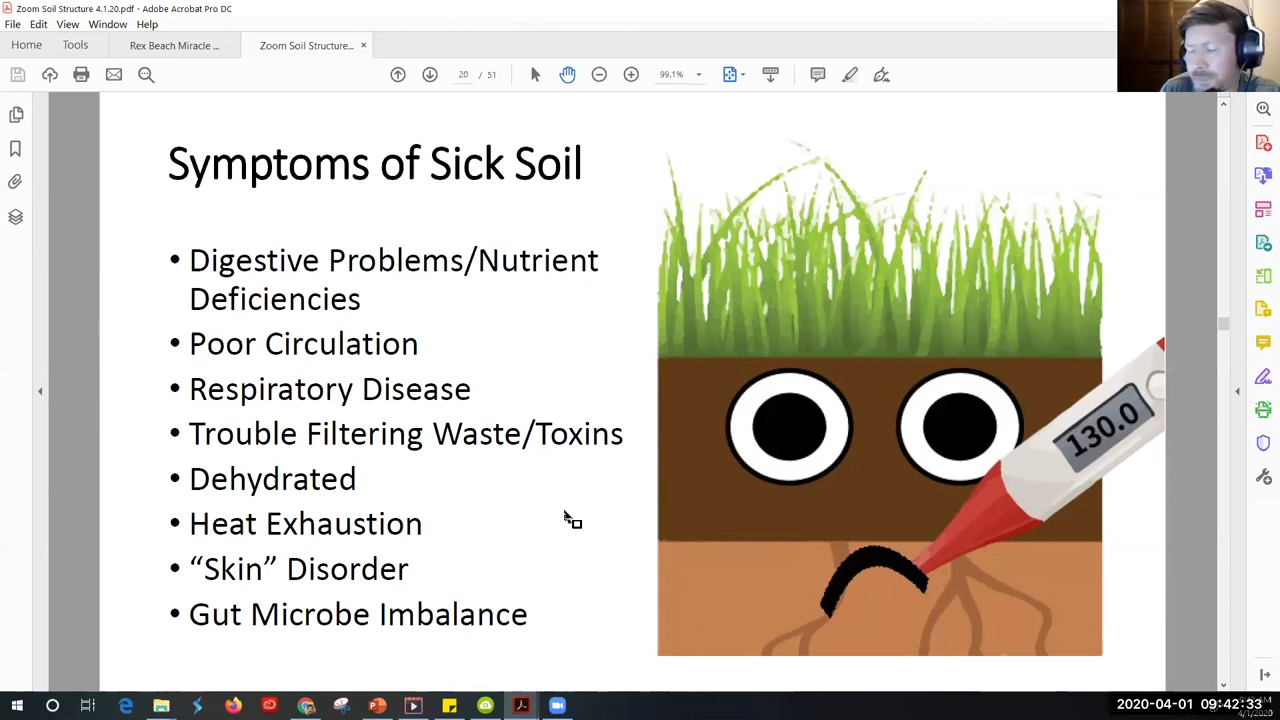 Zoom Soil Structure 4.1.20.pdf - Adobe Acrobat Pro DC
File Edit View Window Help
Home Tools Rex Beach Miracle ... Zoom Soil Structure... ×
20 / 51 99.1%
Symptoms of Sick Soil
• Digestive Problems/Nutrient
Deficiencies
• Poor Circulation
• Respiratory Disease
• Trouble Filtering Waste/Toxins
• Dehydrated
• Heat Exhaustion
• “Skin” Disorder
• Gut Microbe Imbalance
130.0
2020-04-01 09:42:33
4/1/2020